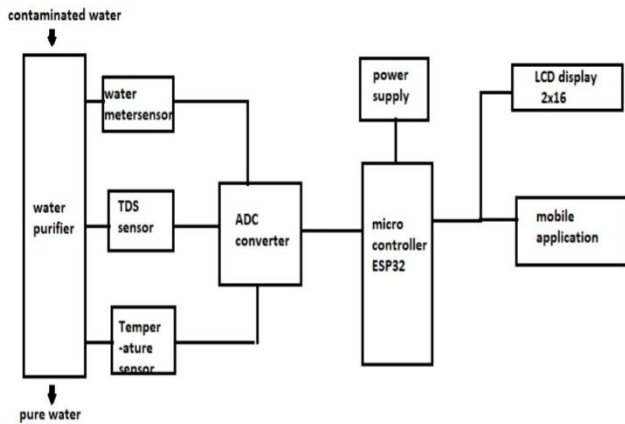 contaminated water
water
purifier
pure water
water
metersensor
TDS
sensor
Temper
-ature
sensor
ADC
converter
power
supply
micro
controller
ESP32
LCD display
2x16
mobile
application